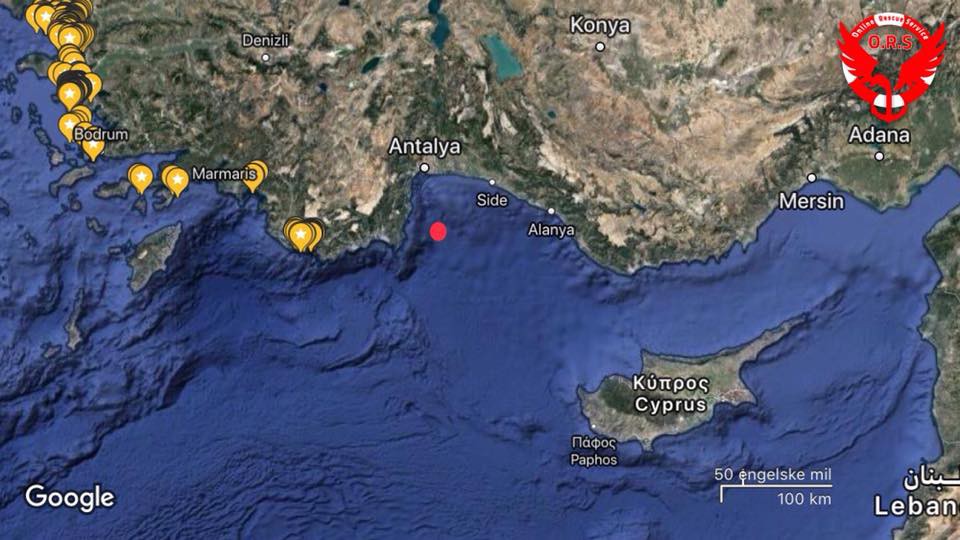 Online Rescue Service
O.R.S
Konya
Denizli
Adana
Bodrum
Antalya
Marmaris
Side
Mersin
Alanya
Κύπρος
Cyprus
Πάφος
Paphos
50 engelske mil
100 km
Google
لبنان
Leban